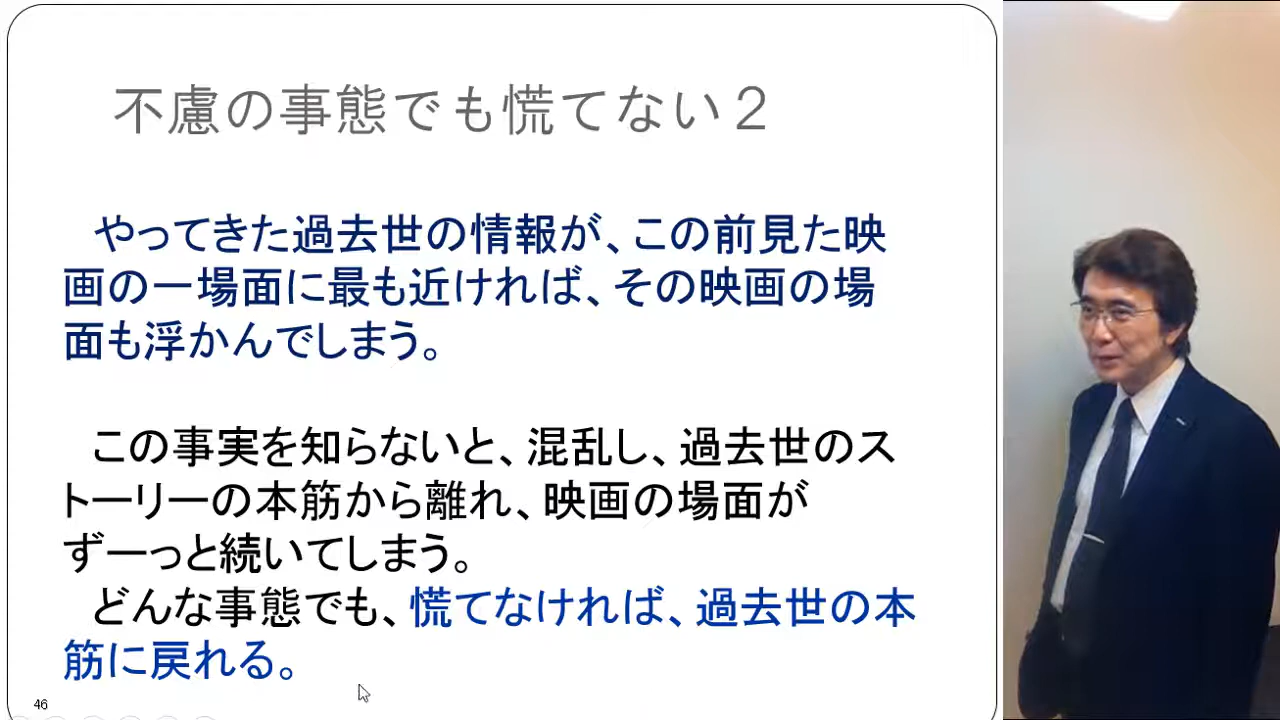 不慮の事態でも慌てない２
やってきた過去世の情報が、この前見た映
画の一場面に最も近ければ、その映画の場
面も浮かんでしまう。
この事実を知らないと、混乱し、過去世のス
トーリーの本筋から離れ、映画の場面が
ずーっと続いてしまう。
どんな事態でも、慌てなければ、過去世の本
筋に戻れる。
46